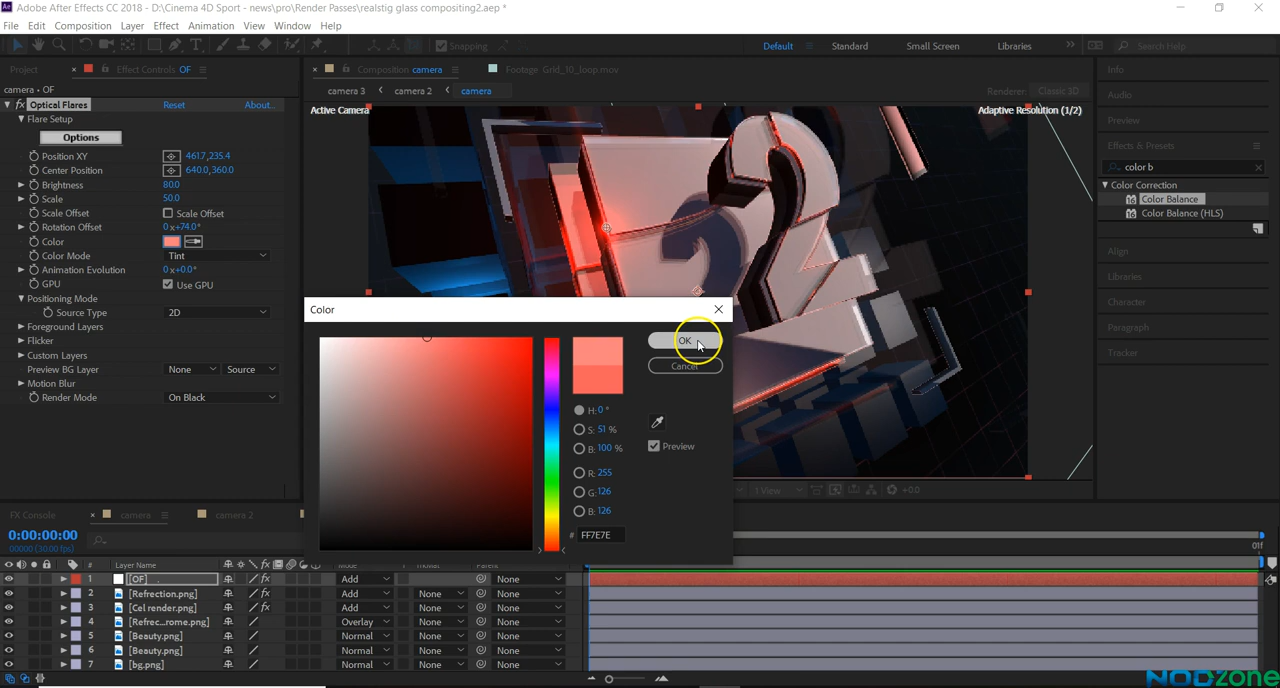 Adobe After Effects CC 2018 - D:\Cinema 4D Sport - news\pro\Render Passes\realstig glass compositing2.aep *
File Edit Composition Layer Effect Animation View Window Help
Snapping Default Standard Small Screen Libraries Search Help
Project Effect Controls OF Composition camera Footage Grid_10_loop.mov Info
camera • OF camera 3 camera 2 camera Renderer: Classic 3D
Audio
fx Optical Flares Reset About... Active Camera Adaptive Resolution (1/2)
Flare Setup Preview
Options
Effects & Presets
Position XY 461.7,235.4
color b
Center Position 640.0,360.0
Brightness 80.0 Color Correction
Scale 50.0 Color Balance
Scale Offset Scale Offset Color Balance (HLS)
Rotation Offset 0x+74.0°
Color
Align
Color Mode Tint
Animation Evolution 0x+0.0°
Libraries
GPU Use GPU
Positioning Mode
Character
Source Type 2D
Foreground Layers
Paragraph
Flicker
Tracker
Custom Layers
Preview BG Layer None Source
Motion Blur
Render Mode On Black
Color
OK
Cancel
H: 0 °
S: 51 %
Preview
B: 100 %
R: 255
G: 126
B: 126
# FF7E7E
1 View +0.0
FX Console camera camera 2
0:00:00:00
00000 (30.00 fps)
01f
# Layer Name Mode TrkMat Parent
1 [OF] Add None
2 [Refrection.png] Add None None
3 [Cel render.png] Add None None
4 [Refrec...rome.png] Overlay None None
5 [Beauty.png] Normal None None
6 [Beauty.png] Normal None None
7 [bg.png] Normal None None
NODzone